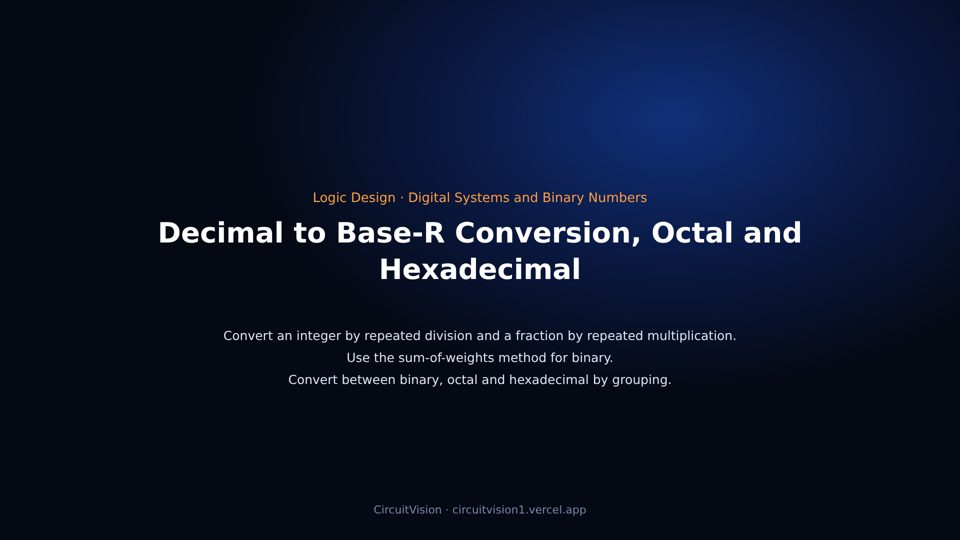 Logic Design · Digital Systems and Binary Numbers
Decimal to Base-R Conversion, Octal and
Hexadecimal
Convert an integer by repeated division and a fraction by repeated multiplication.
Use the sum-of-weights method for binary.
Convert between binary, octal and hexadecimal by grouping.
CircuitVision · circuitvision1.vercel.app